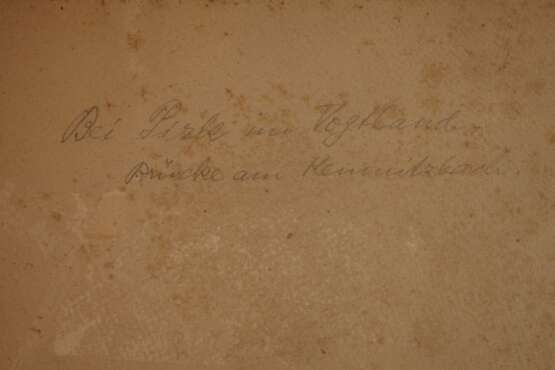 Bei Pirk im Vogtland.
Brücke am Kemnitzbach.